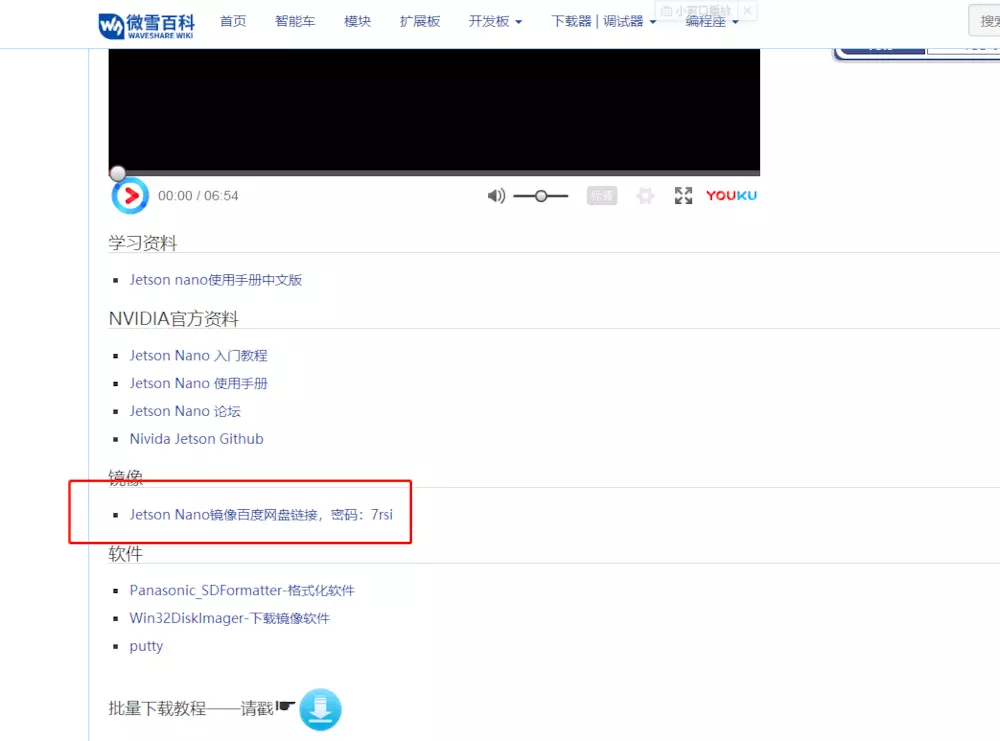 微雪百科
WAVESHARE WIKI
首页 智能车 模块 扩展板 开发板 下载器 | 调试器 编程座
小窗口播放
00:00 / 06:54
标清
YOUKU
学习资料
Jetson nano使用手册中文版
NVIDIA官方资料
Jetson Nano 入门教程
Jetson Nano 使用手册
Jetson Nano 论坛
Nivida Jetson Github
镜像
Jetson Nano镜像百度网盘链接，密码：7rsi
软件
Panasonic_SDFormatter-格式化软件
Win32DiskImager-下载镜像软件
putty
批量下载教程——请戳